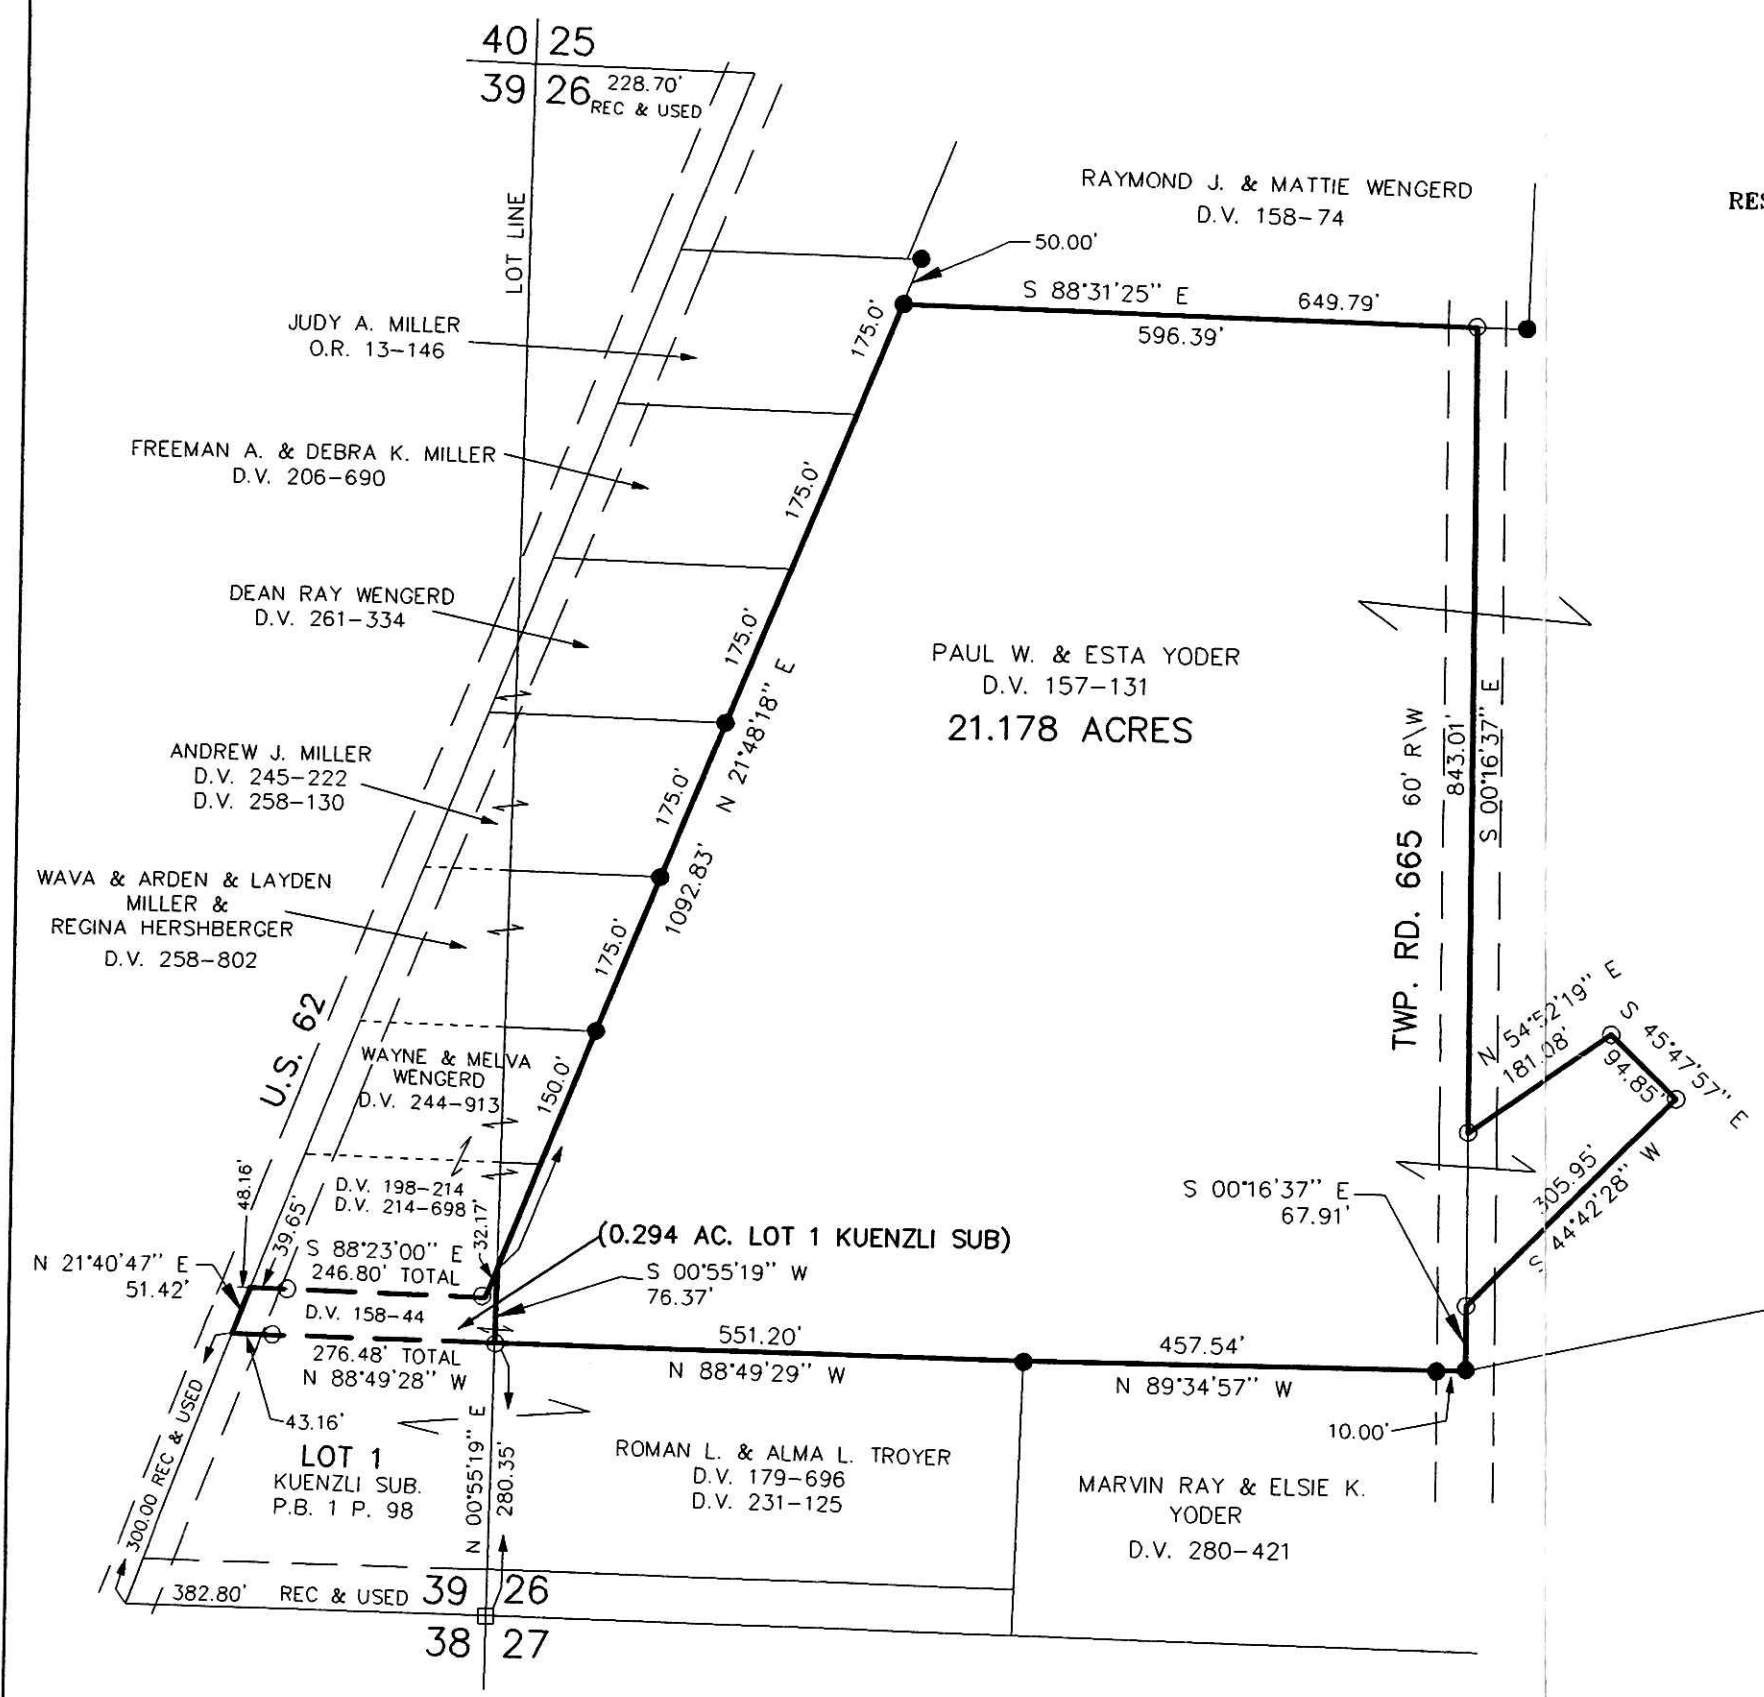 40 25
39 26
228.70'
REC & USED
LOT LINE
RAYMOND J. & MATTIE WENGERD
D.V. 158-74
RES
50.00'
S 88°31'25" E
649.79'
596.39'
175.0'
JUDY A. MILLER
O.R. 13-146
FREEMAN A. & DEBRA K. MILLER
D.V. 206-690
175.0'
DEAN RAY WENGERD
D.V. 261-334
175.0'
N 21°48'18" E
1092.83'
PAUL W. & ESTA YODER
D.V. 157-131
21.178 ACRES
TWP. RD. 665 60' R\W
843.01'
S 00°16'37" E
ANDREW J. MILLER
D.V. 245-222
D.V. 258-130
175.0'
WAVA & ARDEN & LAYDEN
MILLER &
REGINA HERSHBERGER
D.V. 258-802
175.0'
U.S. 62
WAYNE & MELVA
WENGERD
D.V. 244-913
150.0'
N 54°52'19" E
181.08'
S 45°47'57" E
94.85'
305.95'
S 44°42'28" W
S 00°16'37" E
67.91'
D.V. 198-214
D.V. 214-698
48.16'
39.65'
32.17'
S 88°23'00" E
246.80' TOTAL
(0.294 AC. LOT 1 KUENZLI SUB)
S 00°55'19" W
76.37'
N 21°40'47" E
51.42'
D.V. 158-44
276.48' TOTAL
N 88°49'28" W
551.20'
N 88°49'29" W
457.54'
N 89°34'57" W
10.00'
43.16'
300.00 REC & USED
LOT 1
KUENZLI SUB.
P.B. 1 P. 98
N 00°55'19" E
280.35'
ROMAN L. & ALMA L. TROYER
D.V. 179-696
D.V. 231-125
MARVIN RAY & ELSIE K.
YODER
D.V. 280-421
382.80' REC & USED
39 26
38 27